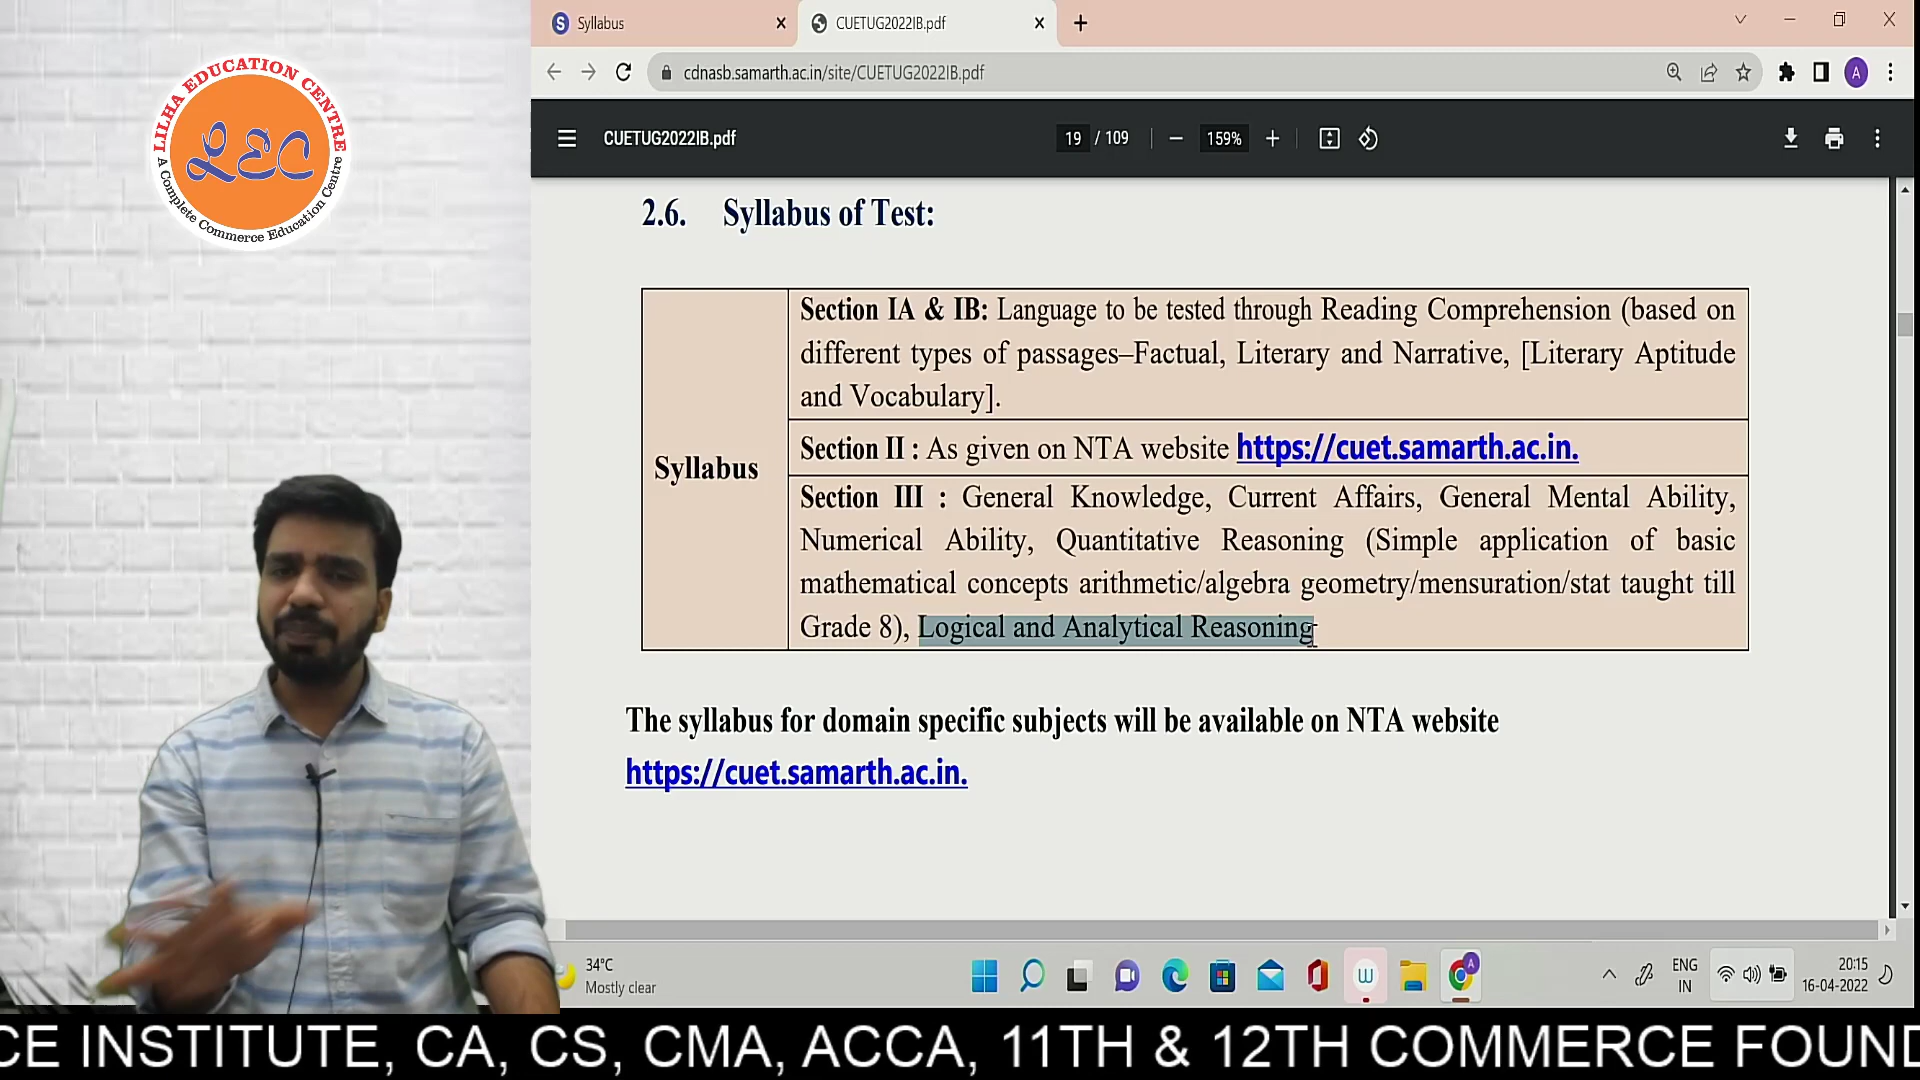 LILHA EDUCATION CENTRE
LEC
A Complete Commerce Education Centre
Syllabus
CUETUG2022IB.pdf
cdnasb.samarth.ac.in/site/CUETUG2022IB.pdf
A
CUETUG2022IB.pdf
19 / 109
159%
2.6. Syllabus of Test:
Syllabus
Section IA & IB: Language to be tested through Reading Comprehension (based on
different types of passages–Factual, Literary and Narrative, [Literary Aptitude
and Vocabulary].
Section II : As given on NTA website https://cuet.samarth.ac.in.
Section III : General Knowledge, Current Affairs, General Mental Ability,
Numerical Ability, Quantitative Reasoning (Simple application of basic
mathematical concepts arithmetic/algebra geometry/mensuration/stat taught till
Grade 8), Logical and Analytical Reasoning
The syllabus for domain specific subjects will be available on NTA website
https://cuet.samarth.ac.in.
34°C
Mostly clear
ENG
IN
20:15
16-04-2022
CE INSTITUTE, CA, CS, CMA, ACCA, 11TH & 12TH COMMERCE FOUND